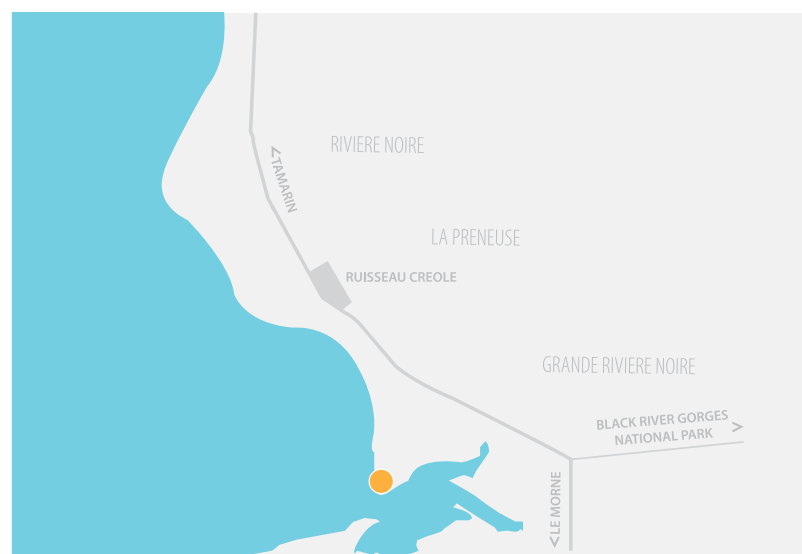 RIVIERE NOIRE
< TAMARIN
LA PRENEUSE
RUISSEAU CREOLE
GRANDE RIVIERE NOIRE
BLACK RIVER GORGES >
NATIONAL PARK
< LE MORNE